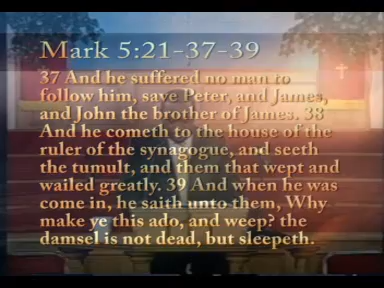 Mark 5:21-37-39
37 And he suffered no man to
follow him, save Peter, and James,
and John the brother of James. 38
And he cometh to the house of the
ruler of the synagogue, and seeth
the tumult, and them that wept and
wailed greatly. 39 And when he was
come in, he saith unto them, Why
make ye this ado, and weep? the
damsel is not dead, but sleepeth.